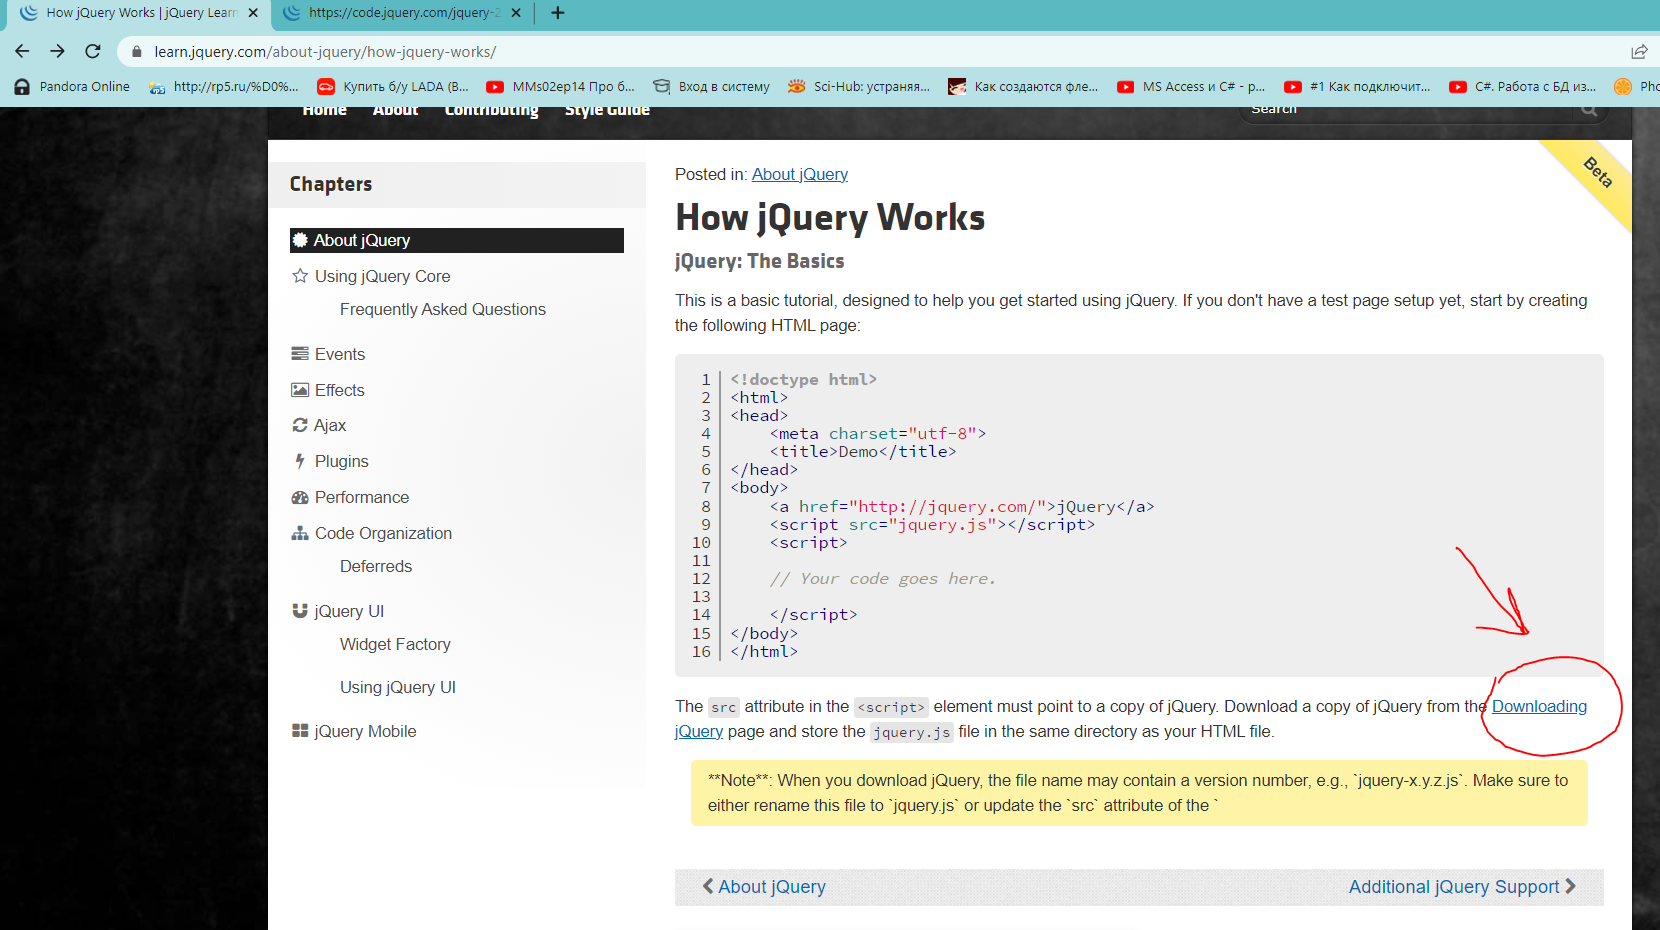 How jQuery Works | jQuery Learn
https://code.jquery.com/jquery-2
learn.jquery.com/about-jquery/how-jquery-works/
Pandora Online
http://rp5.ru/%D0%...
Купить б/у LADA (В...
MMs02ep14 Про б...
Вход в систему
Sci-Hub: устраняя...
Как создаются фле...
MS Access и C# - р...
#1 Как подключит...
C#. Работа с БД из...
Pho
Home About Contributing Style Guide
Search
Beta
Chapters
About jQuery
Using jQuery Core
Frequently Asked Questions
Events
Effects
Ajax
Plugins
Performance
Code Organization
Deferreds
jQuery UI
Widget Factory
Using jQuery UI
jQuery Mobile
Posted in: About jQuery
How jQuery Works
jQuery: The Basics
This is a basic tutorial, designed to help you get started using jQuery. If you don't have a test page setup yet, start by creating
the following HTML page:
1 <!doctype html>
2 <html>
3 <head>
4 <meta charset="utf-8">
5 <title>Demo</title>
6 </head>
7 <body>
8 <a href="http://jquery.com/">jQuery</a>
9 <script src="jquery.js"></script>
10 <script>
11
12 // Your code goes here.
13
14 </script>
15 </body>
16 </html>
The src attribute in the <script> element must point to a copy of jQuery. Download a copy of jQuery from the Downloading
jQuery page and store the jquery.js file in the same directory as your HTML file.
**Note**: When you download jQuery, the file name may contain a version number, e.g., `jquery-x.y.z.js`. Make sure to
either rename this file to `jquery.js` or update the `src` attribute of the `
About jQuery
Additional jQuery Support